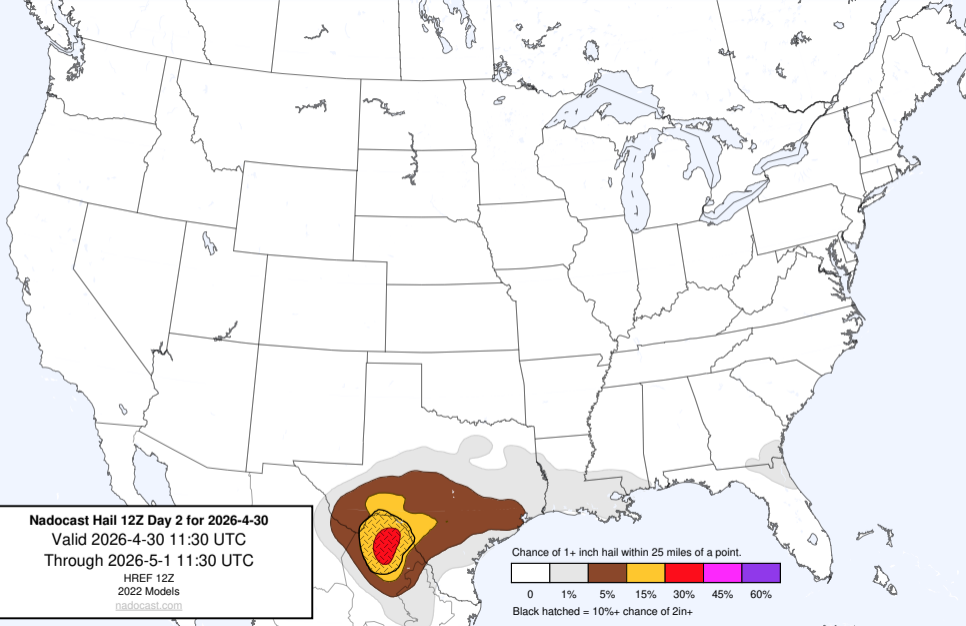 Nadocast Hail 12Z Day 2 for 2026-4-30
Valid 2026-4-30 11:30 UTC
Through 2026-5-1 11:30 UTC
HREF 12Z
2022 Models
nadocast.com
Chance of 1+ inch hail within 25 miles of a point.
0 1% 5% 15% 30% 45% 60%
Black hatched = 10%+ chance of 2in+